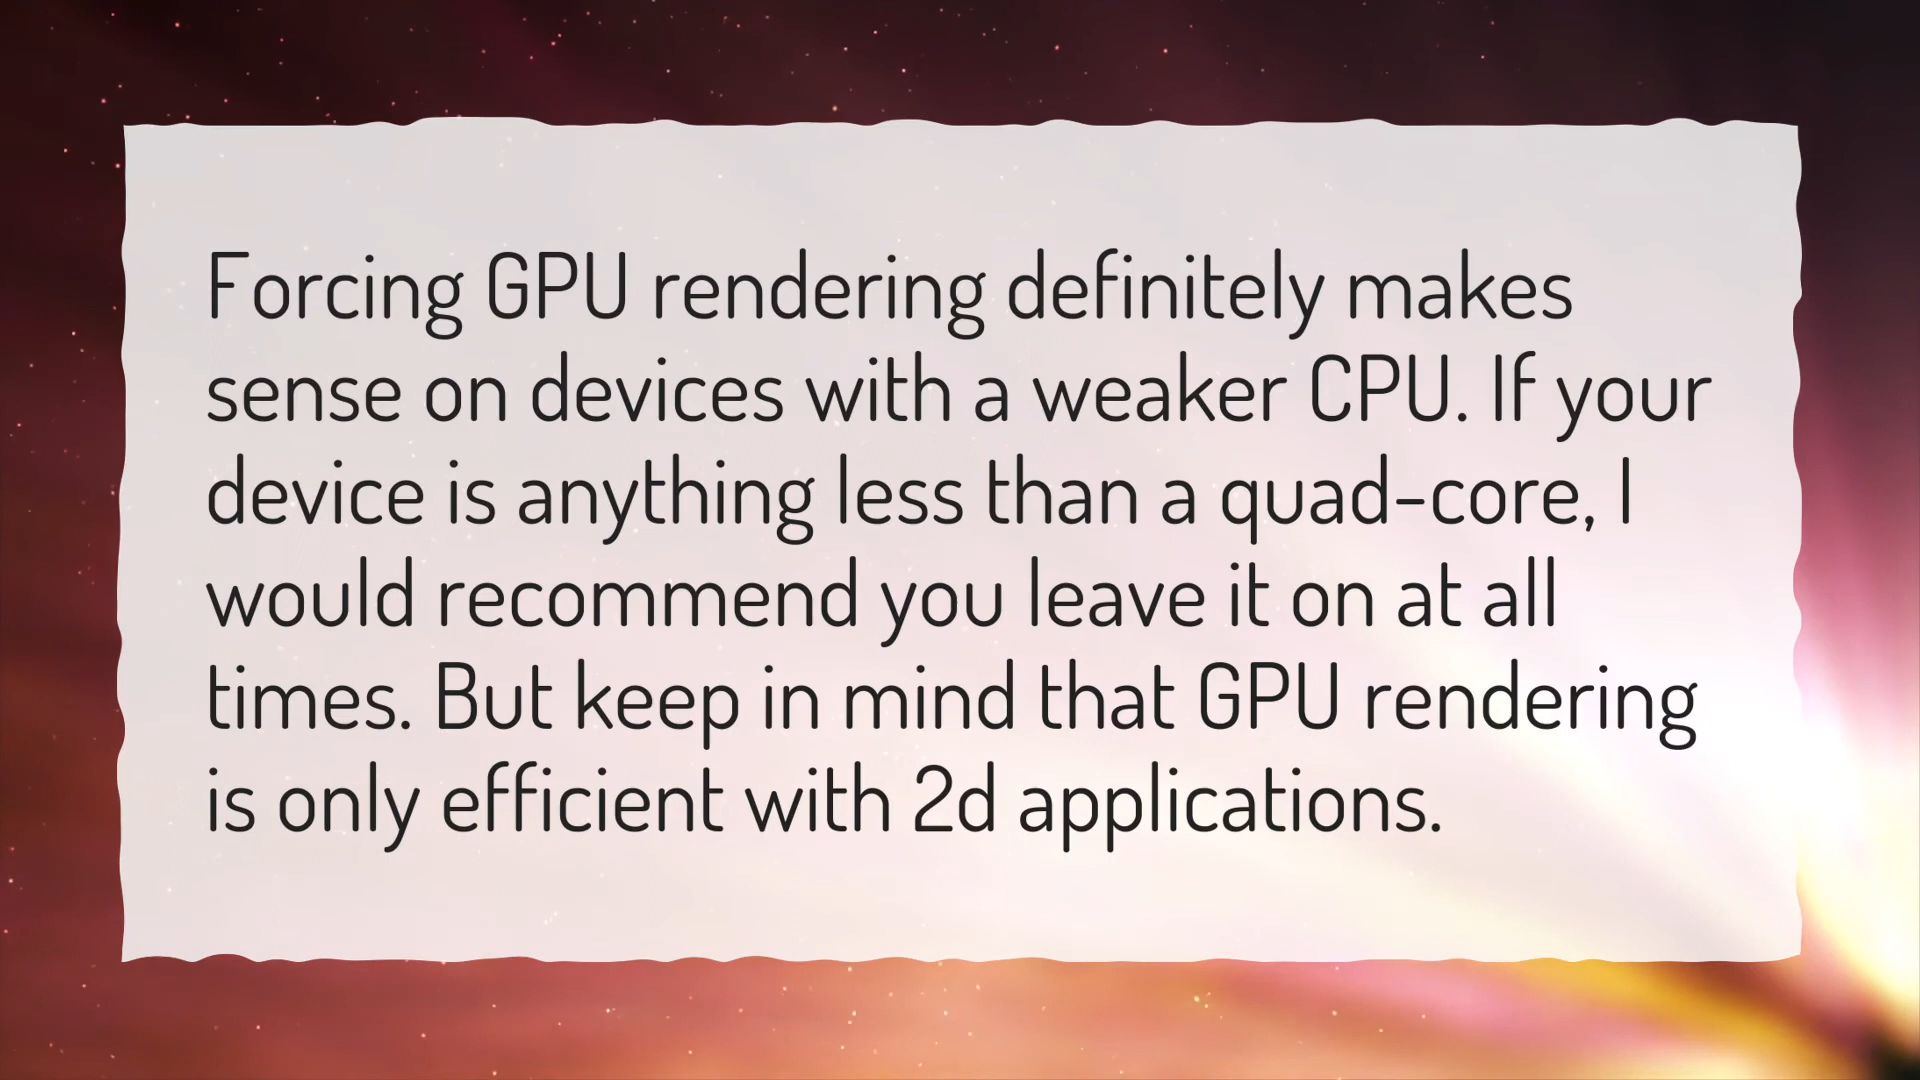 Forcing GPU rendering definitely makes
sense on devices with a weaker CPU. If your
device is anything less than a quad-core, I
would recommend you leave it on at all
times. But keep in mind that GPU rendering
is only efficient with 2d applications.